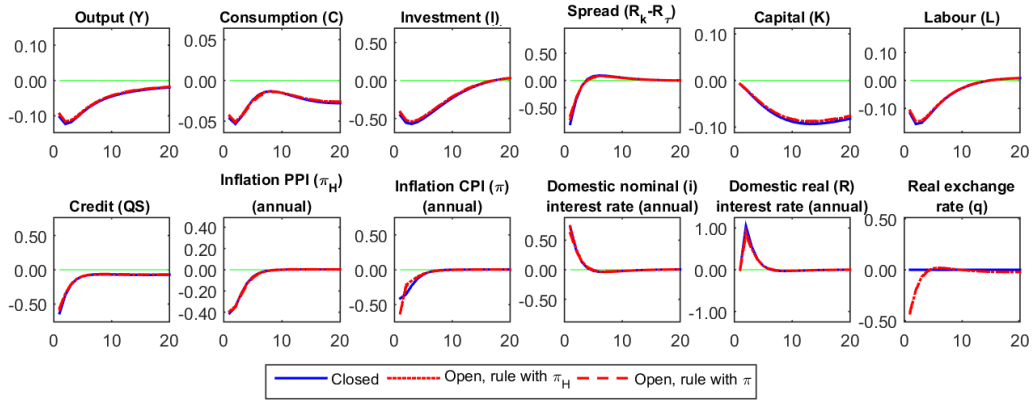 Output (Y)
Consumption (C)
Investment (I)
Spread (R_k-R_τ)
Capital (K)
Labour (L)
0.10
0.00
-0.10
0 10 20
0.05
0.00
-0.05
0 10 20
0.50
0.00
-0.50
0 10 20
0.50
0.00
-0.50
0 10 20
0.10
0.00
-0.10
0 10 20
0.10
0.00
-0.10
0 10 20
Credit (QS)
Inflation PPI (π_H)
(annual)
Inflation CPI (π)
(annual)
Domestic nominal (i)
interest rate (annual)
Domestic real (R)
interest rate (annual)
Real exchange
rate (q)
0.50
0.00
-0.50
0 10 20
0.40
0.20
0.00
-0.20
-0.40
0 10 20
0.50
0.00
-0.50
0 10 20
0.50
0.00
-0.50
0 10 20
1.00
0.00
-1.00
0 10 20
0.50
0.00
-0.50
0 10 20
Closed
Open, rule with π_H
Open, rule with π